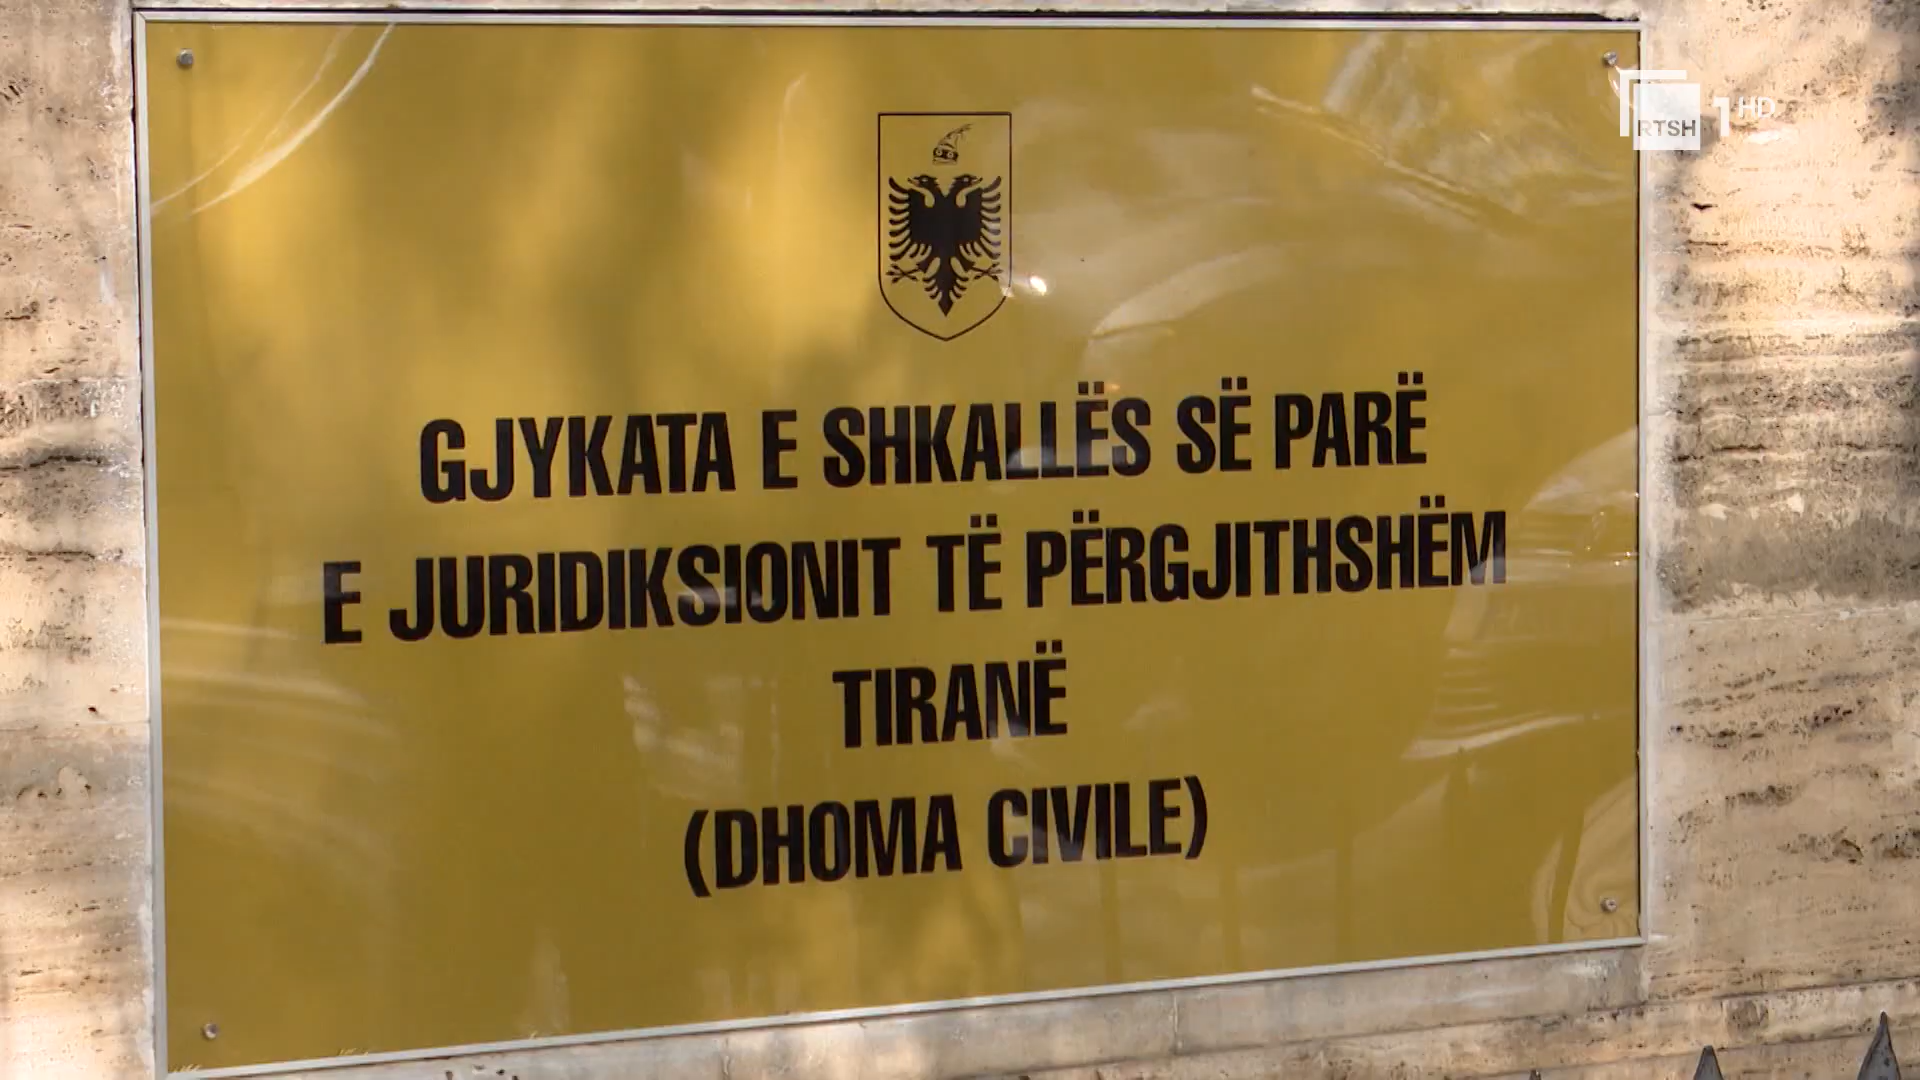 RTSH 1 HD
GJYKATA E SHKALLËS SË PARË
E JURIDIKSIONIT TË PËRGJITHSHËM
TIRANË
(DHOMA CIVILE)